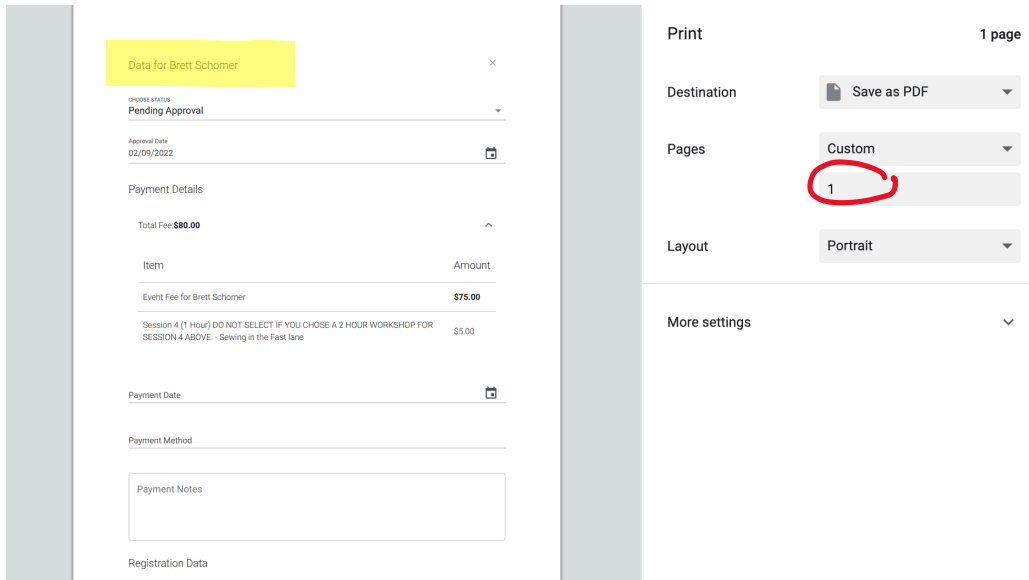 Data for Brett Schomer
CHOOSE STATUS
Pending Approval
Approval Date
02/09/2022
Payment Details
Total Fee:$80.00
Item Amount
Event Fee for Brett Schomer $75.00
Session 4 (1 Hour) DO NOT SELECT IF YOU CHOSE A 2 HOUR WORKSHOP FOR
SESSION 4 ABOVE. - Sewing in the Fast lane $5.00
Payment Date
Payment Method
Payment Notes
Registration Data
Print 1 page
Destination Save as PDF
Pages Custom
1
Layout Portrait
More settings